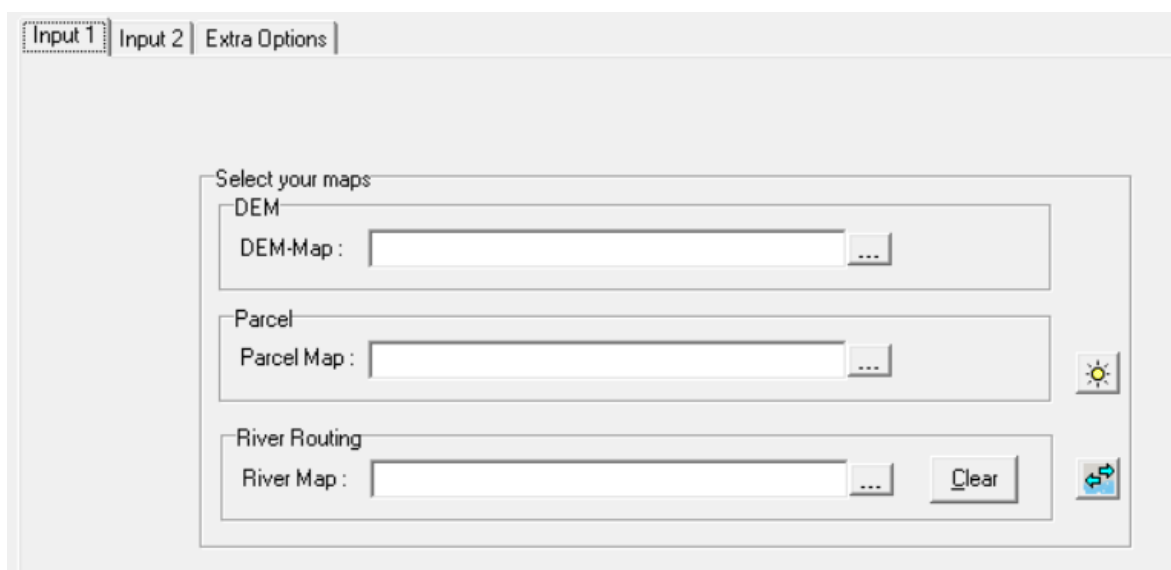 Input 1 Input 2 Extra Options
Select your maps
DEM
DEM-Map :
...
Parcel
Parcel Map :
...
River Routing
River Map :
...
Clear